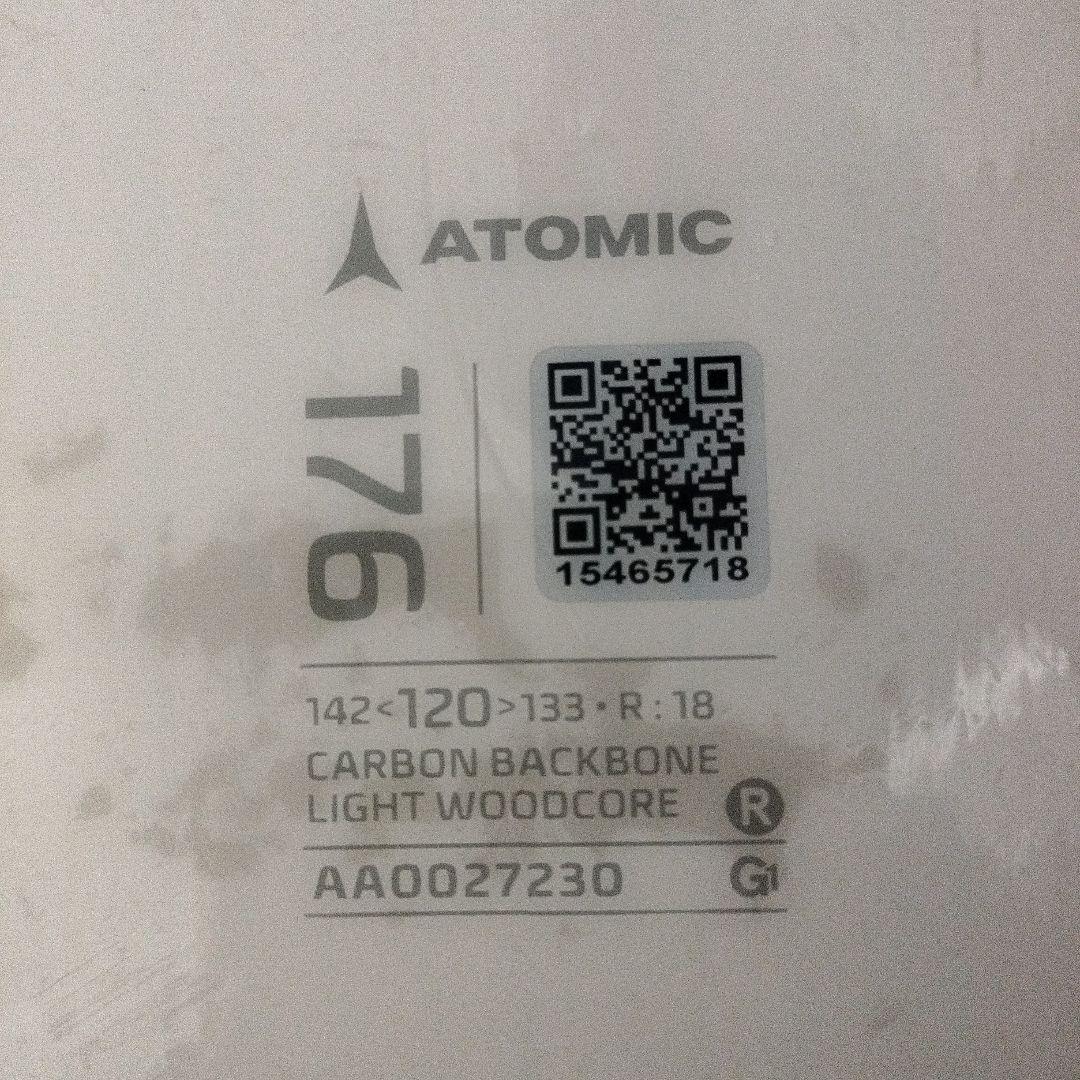 ATOMIC
176
15465718
142<120>133•R:18
CARBON BACKBONE
LIGHT WOODCORE R
AA0027230 G1